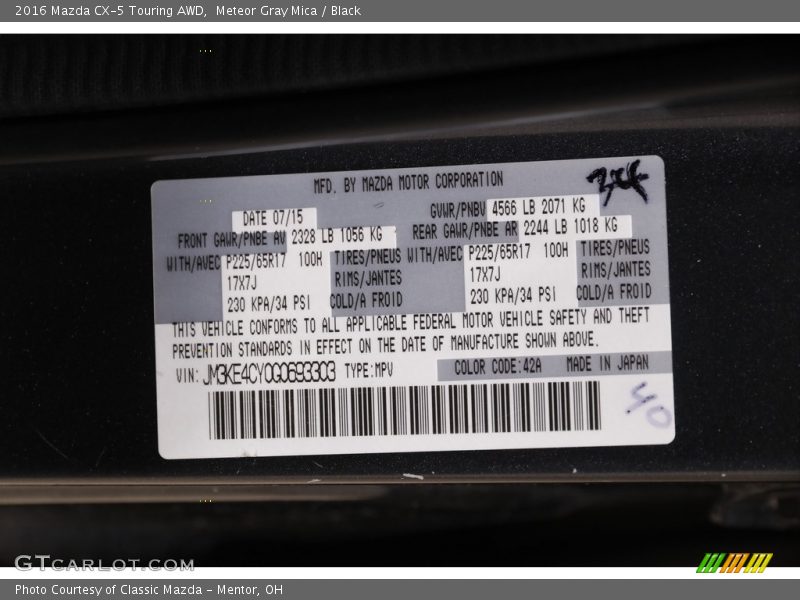 2016 Mazda CX-5 Touring AWD, Meteor Gray Mica / Black
MFD. BY MAZDA MOTOR CORPORATION
DATE 07/15 GVWR/PNBV 4566 LB 2071 KG
FRONT GAWR/PNBE AV 2328 LB 1056 KG REAR GAWR/PNBE AR 2244 LB 1018 KG
WITH/AVEC P225/65R17 100H TIRES/PNEUS WITH/AVEC P225/65R17 100H TIRES/PNEUS
17X7J RIMS/JANTES 17X7J RIMS/JANTES
230 KPA/34 PSI COLD/A FROID 230 KPA/34 PSI COLD/A FROID
THIS VEHICLE CONFORMS TO ALL APPLICABLE FEDERAL MOTOR VEHICLE SAFETY AND THEFT
PREVENTION STANDARDS IN EFFECT ON THE DATE OF MANUFACTURE SHOWN ABOVE.
VIN: JM3KE4CY0G0693303 TYPE:MPV COLOR CODE:42A MADE IN JAPAN
40
GTCARLOT.COM
Photo Courtesy of Classic Mazda - Mentor, OH